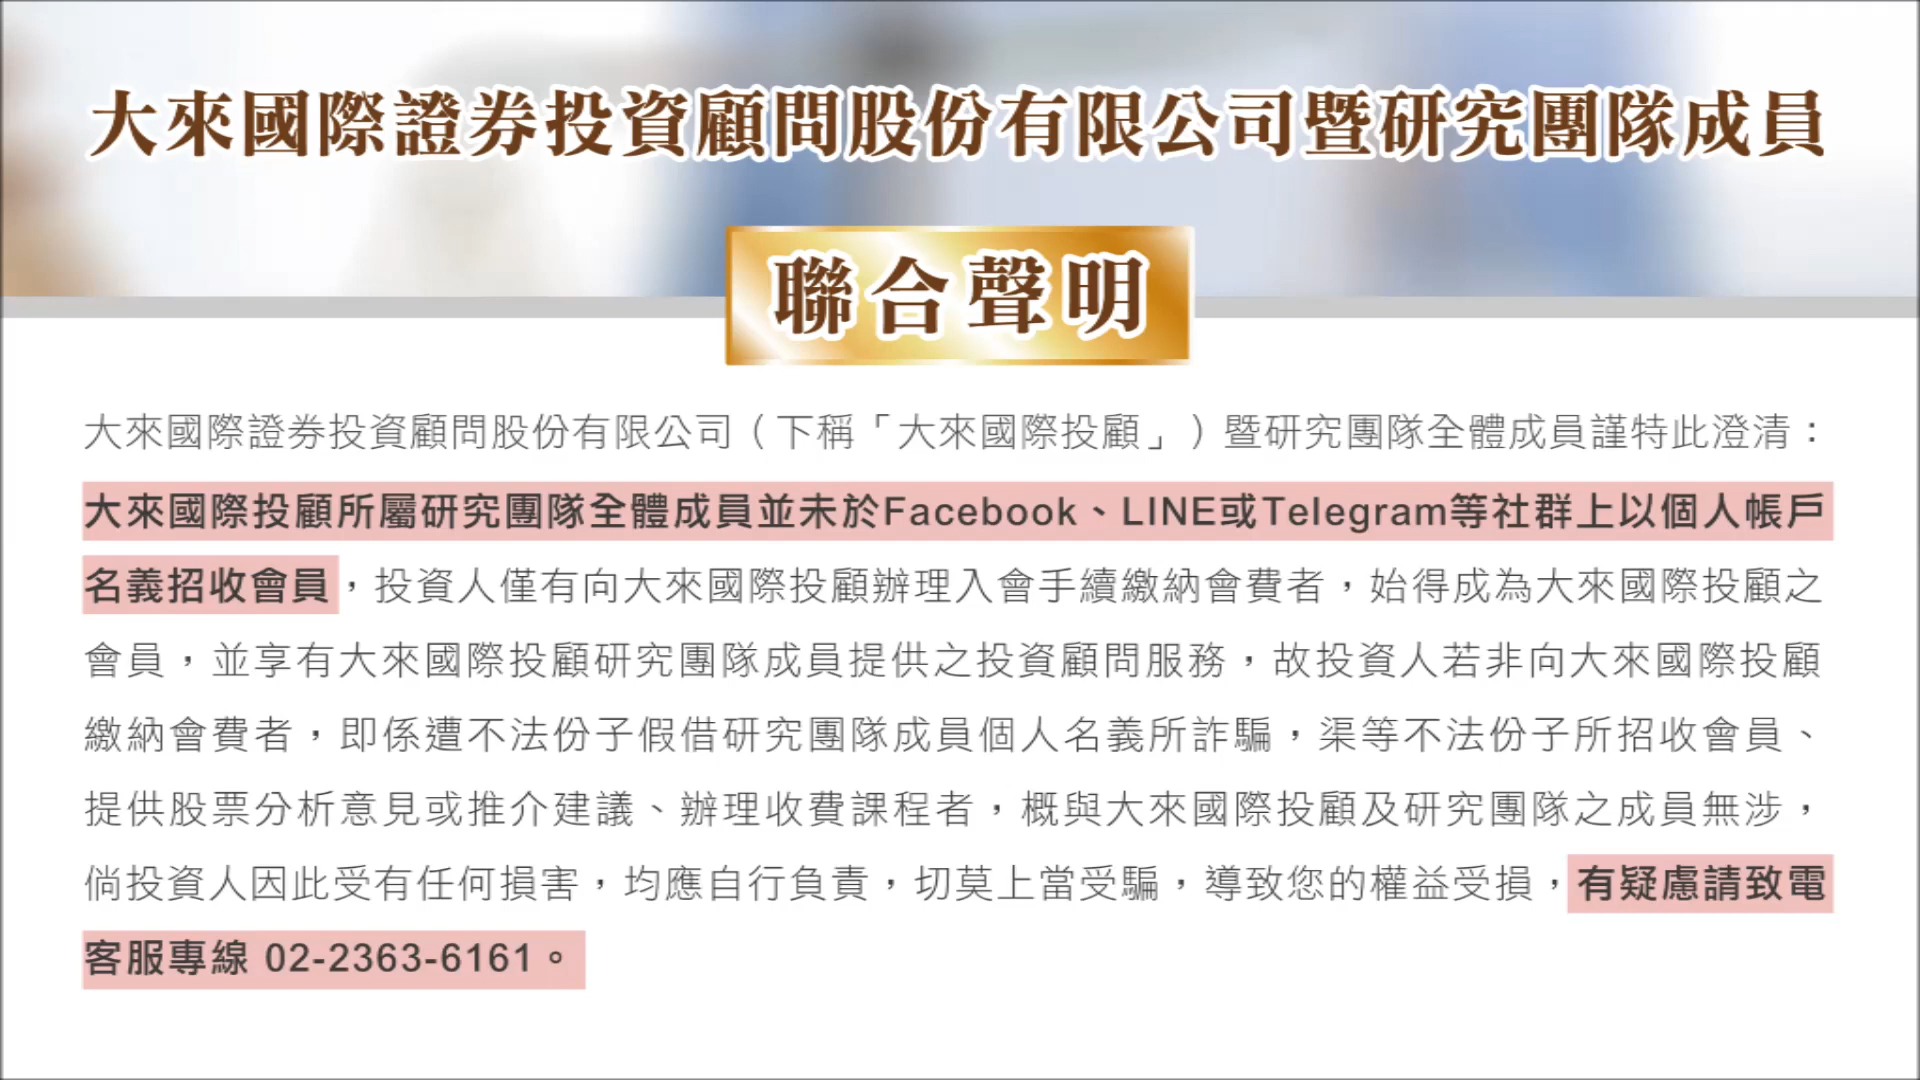 大來國際證券投資顧問股份有限公司暨研究團隊成員
聯合聲明
大來國際證券投資顧問股份有限公司（下稱「大來國際投顧」）暨研究團隊全體成員謹特此澄清：
大來國際投顧所屬研究團隊全體成員並未於Facebook、LINE或Telegram等社群上以個人帳戶
名義招收會員，投資人僅有向大來國際投顧辦理入會手續繳納會費者，始得成為大來國際投顧之
會員，並享有大來國際投顧研究團隊成員提供之投資顧問服務，故投資人若非向大來國際投顧
繳納會費者，即係遭不法份子假借研究團隊成員個人名義所詐騙，渠等不法份子所招收會員、
提供股票分析意見或推介建議、辦理收費課程者，概與大來國際投顧及研究團隊之成員無涉，
倘投資人因此受有任何損害，均應自行負責，切莫上當受騙，導致您的權益受損，有疑慮請致電
客服專線 02-2363-6161。